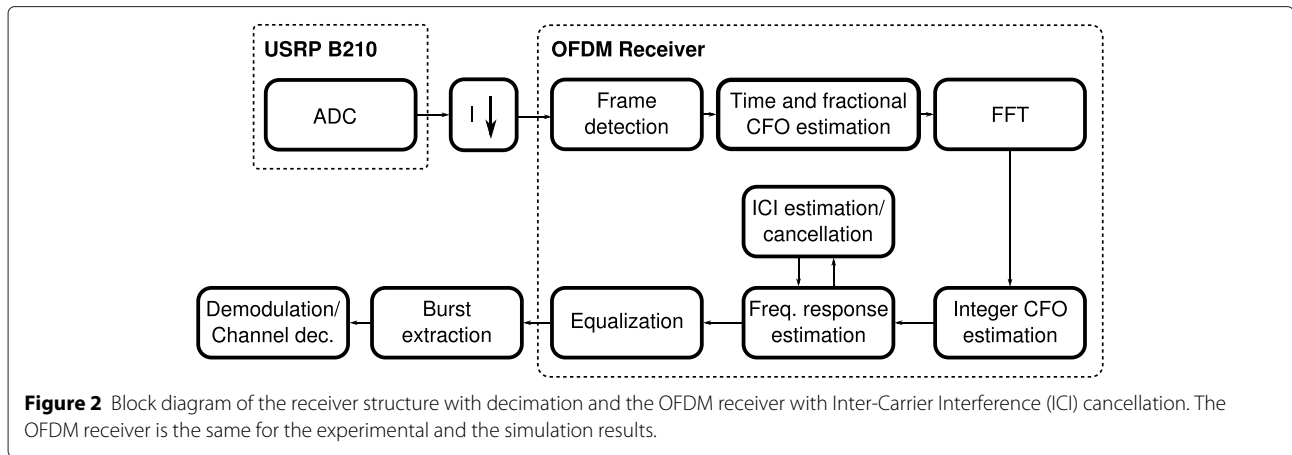 USRP B210
OFDM Receiver
ADC
I
Frame
detection
Time and fractional
CFO estimation
FFT
ICI estimation/
cancellation
Demodulation/
Channel dec.
Burst
extraction
Equalization
Freq. response
estimation
Integer CFO
estimation
Figure 2 Block diagram of the receiver structure with decimation and the OFDM receiver with Inter-Carrier Interference (ICI) cancellation. The
OFDM receiver is the same for the experimental and the simulation results.